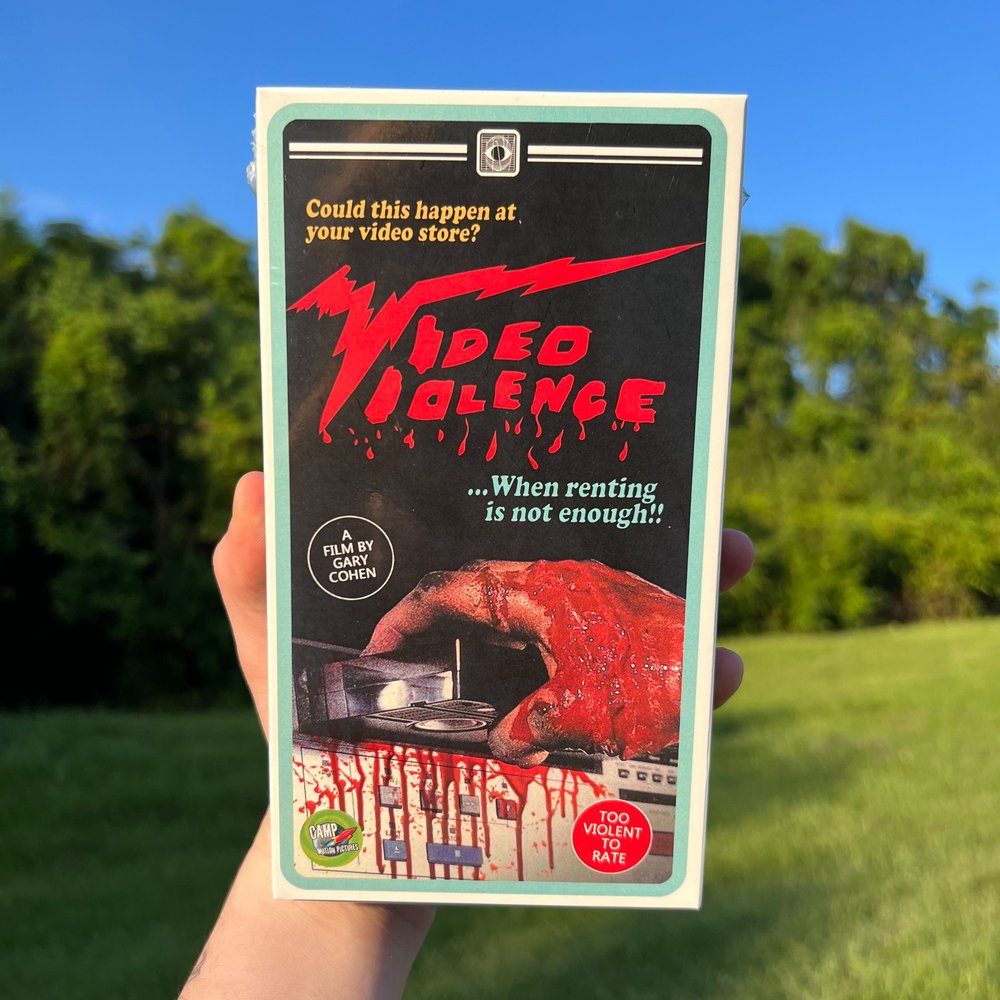 Could this happen at
your video store?
VIDEO
VIOLENCE
...When renting
is not enough!!
A
FILM BY
GARY
COHEN
CAMP
MOTION PICTURES
TOO
VIOLENT
TO
RATE